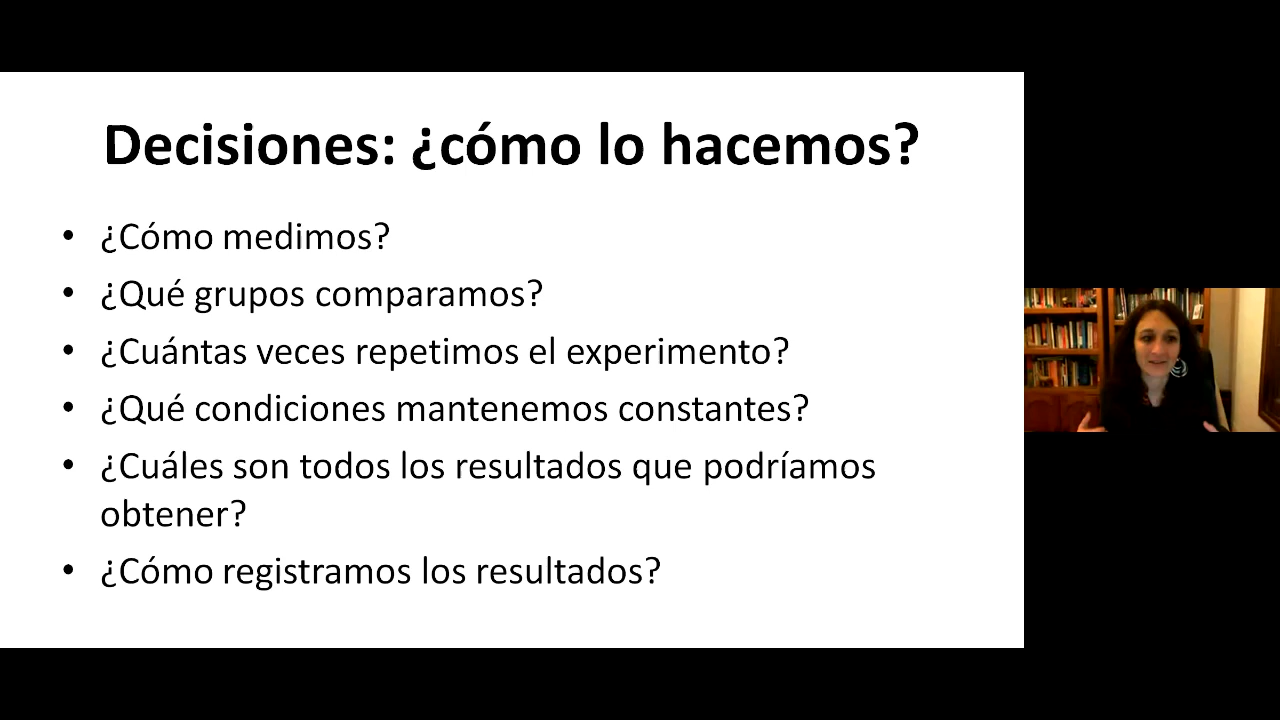 Decisiones: ¿cómo lo hacemos?
• ¿Cómo medimos?
• ¿Qué grupos comparamos?
• ¿Cuántas veces repetimos el experimento?
• ¿Qué condiciones mantenemos constantes?
• ¿Cuáles son todos los resultados que podríamos
obtener?
• ¿Cómo registramos los resultados?